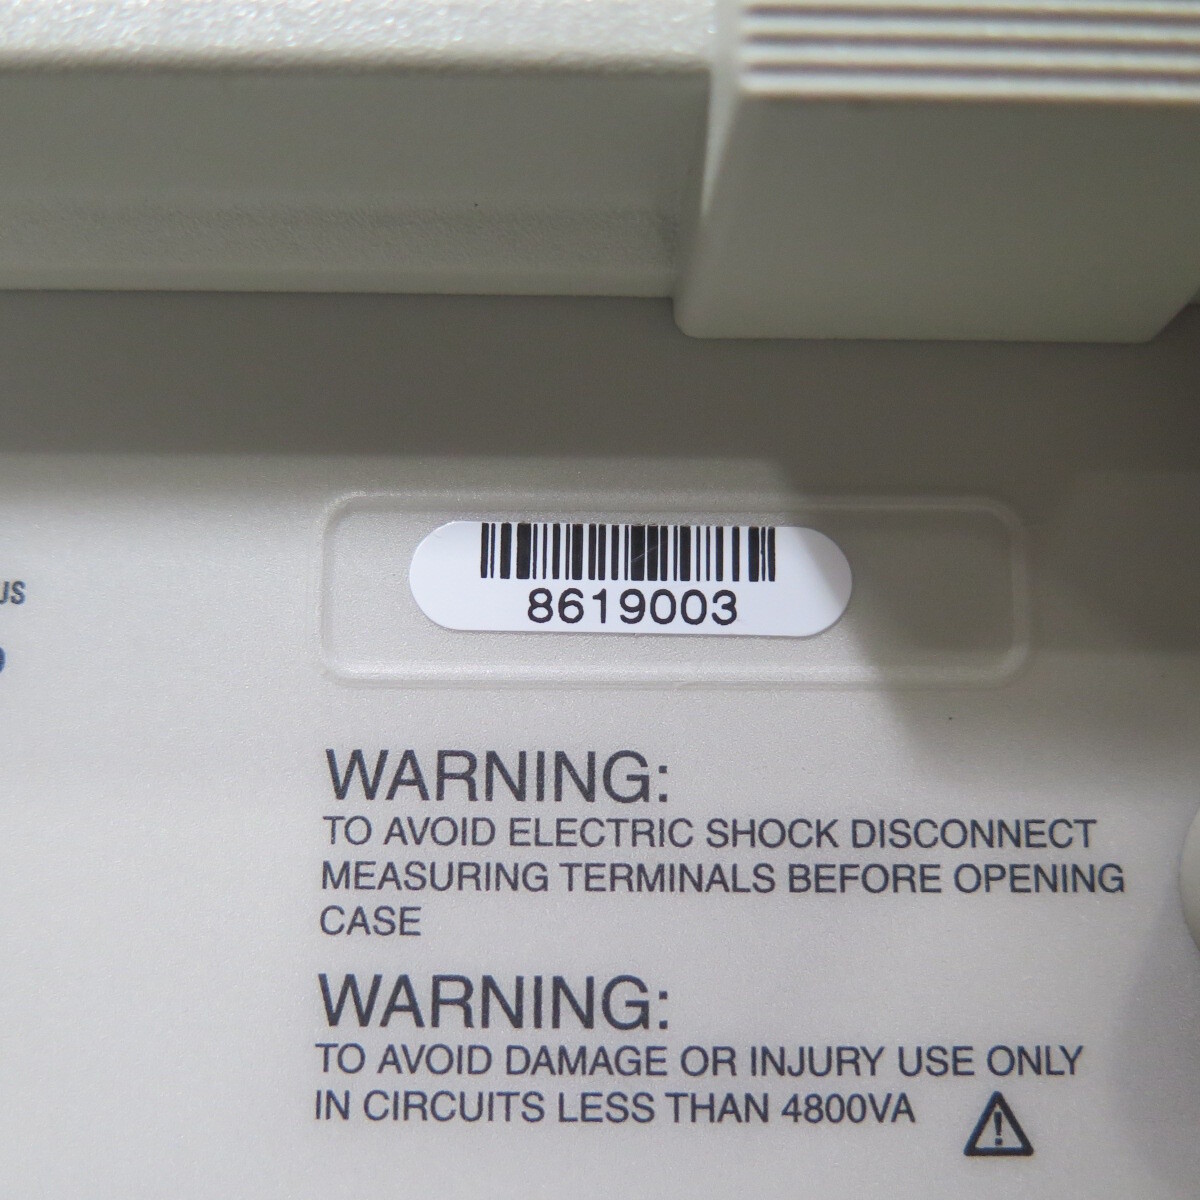 8619003
WARNING:
TO AVOID ELECTRIC SHOCK DISCONNECT
MEASURING TERMINALS BEFORE OPENING
CASE
WARNING:
TO AVOID DAMAGE OR INJURY USE ONLY
IN CIRCUITS LESS THAN 4800VA